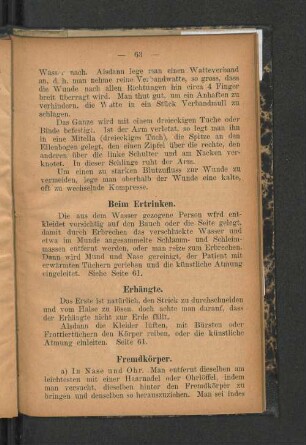 — 63 —
Wasser nach. Alsdann lege man einen Watteverband
an, d. h. man nehme reine Verbandwatte, so gross, dass
die Wunde nach allen Richtungen hin circa 4 Finger
breit überragt wird. Man thut gut, um ein Anhaften zu
verhindern, die Watte in ein Stück Verbandmull zu
schlagen.
Das Ganze wird mit einem dreieckigen Tuche oder
Binde befestigt. Ist der Arm verletzt, so legt man ihn
in eine Mitella (dreieckiges Tuch), die Spitze an den
Ellenbogen gelegt, den einen Zipfel über die rechte, den
anderen über die linke Schulter und am Nacken ver-
knotet. In dieser Schlinge ruht der Arm.
Um einen zu starken Blutzufluss zur Wunde zu
vermeiden, lege man oberhalb der Wunde eine kalte,
oft zu wechselnde Kompresse.
Beim Ertrinken.
Die aus dem Wasser gezogene Person wird ent-
kleidet vorsichtig auf den Bauch oder die Seite gelegt,
damit durch Erbrechen das verschluckte Wasser und
etwa im Munde angesammelte Schlamm- und Schleim-
massen entfernt werden, oder man reize zum Erbrechen.
Dann wird Mund und Nase gereinigt, der Patient mit
erwärmten Tüchern gerieben und die künstliche Atmung
eingeleitet. Siehe Seite 61.
Erhängte.
Das Erste ist natürlich, den Strick zu durchschneiden
und vom Halse zu lösen, doch achte man darauf, dass
der Erhängte nicht zur Erde fällt.
Alsdann die Kleider lüften, mit Bürsten oder
Frottiertüchern den Körper reiben, oder die künstliche
Atmung einleiten. Seite 61.
Fremdkörper.
a) In Nase und Ohr. Man entfernt dieselben am
leichtesten mit einer Haarnadel oder Ohrlöffel, indem
man versucht, dieselben hinter den Fremdkörper zu
bringen und denselben so herauszuziehen. Man sei indes